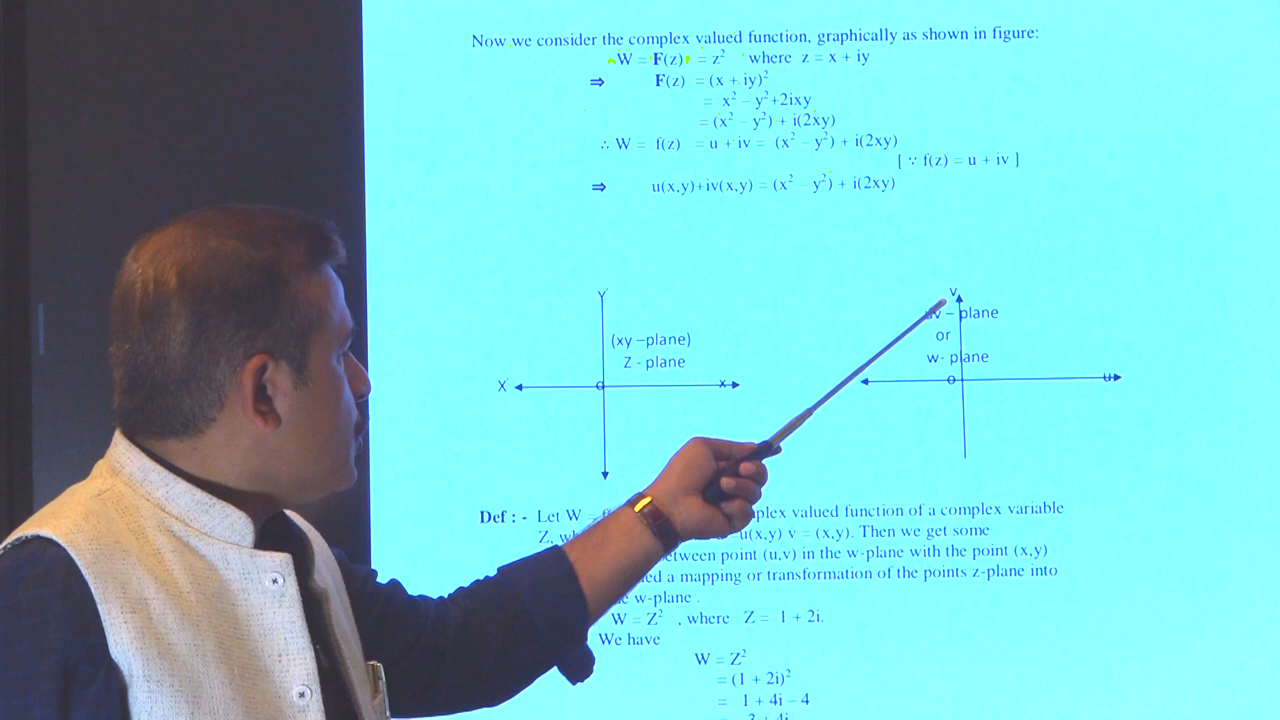 Now we consider the complex valued function, graphically as shown in figure:
W = F(z) = z² where z = x + iy
⇒ F(z) = (x + iy)²
= x² – y²+2ixy
= (x² – y²) + i(2xy)
∴ W = f(z) = u + iv = (x² – y²) + i(2xy)
[ ∵ f(z) = u + iv ]
⇒ u(x,y)+iv(x,y) = (x² – y²) + i(2xy)
Y'
(xy –plane)
Z - plane
X' o x
v
– plane
or
w- plane
o u
Def : - Let W valued function of a complex variable
Z, u(x,y) v = (x,y). Then we get some
point (u,v) in the w-plane with the point (x,y)
a mapping or transformation of the points z-plane into
w-plane .
W = Z² , where Z = 1 + 2i.
We have
W = Z²
= (1 + 2i)²
= 1 + 4i – 4